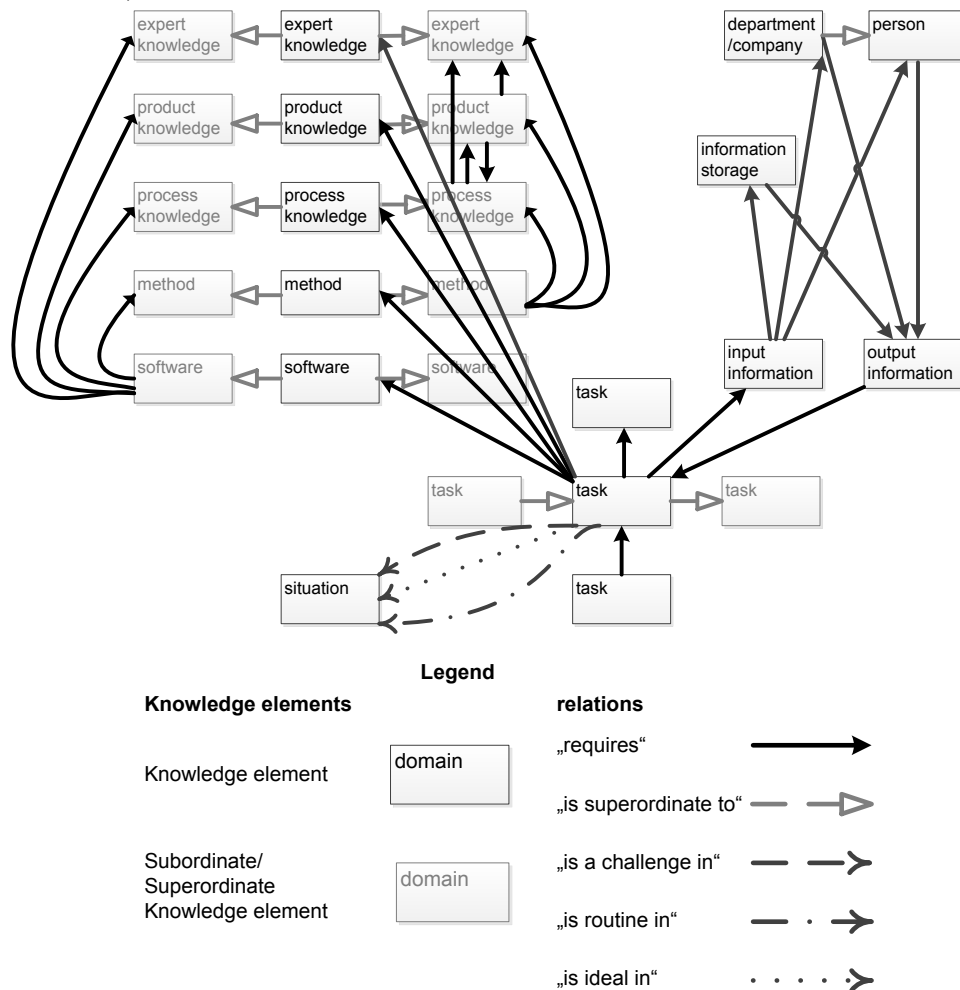 expert
knowledge
expert
knowledge
expert
knowledge
department
/company
person
product
knowledge
product
knowledge
product
knowledge
information
storage
process
knowledge
process
knowledge
process
knowledge
method
method
method
software
software
software
input
information
output
information
task
task
task
task
situation
task
Legend
Knowledge elements
relations
Knowledge element
domain
„requires“
„is superordinate to“
Subordinate/
Superordinate
Knowledge element
domain
„is a challenge in“
„is routine in“
„is ideal in“